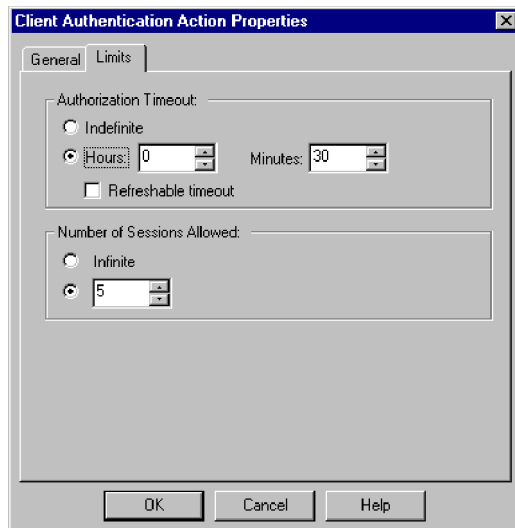 Client Authentication Action Properties
General Limits
Authorization Timeout:
Indefinite
Hours: 0 Minutes: 30
Refreshable timeout
Number of Sessions Allowed:
Infinite
5
OK Cancel Help